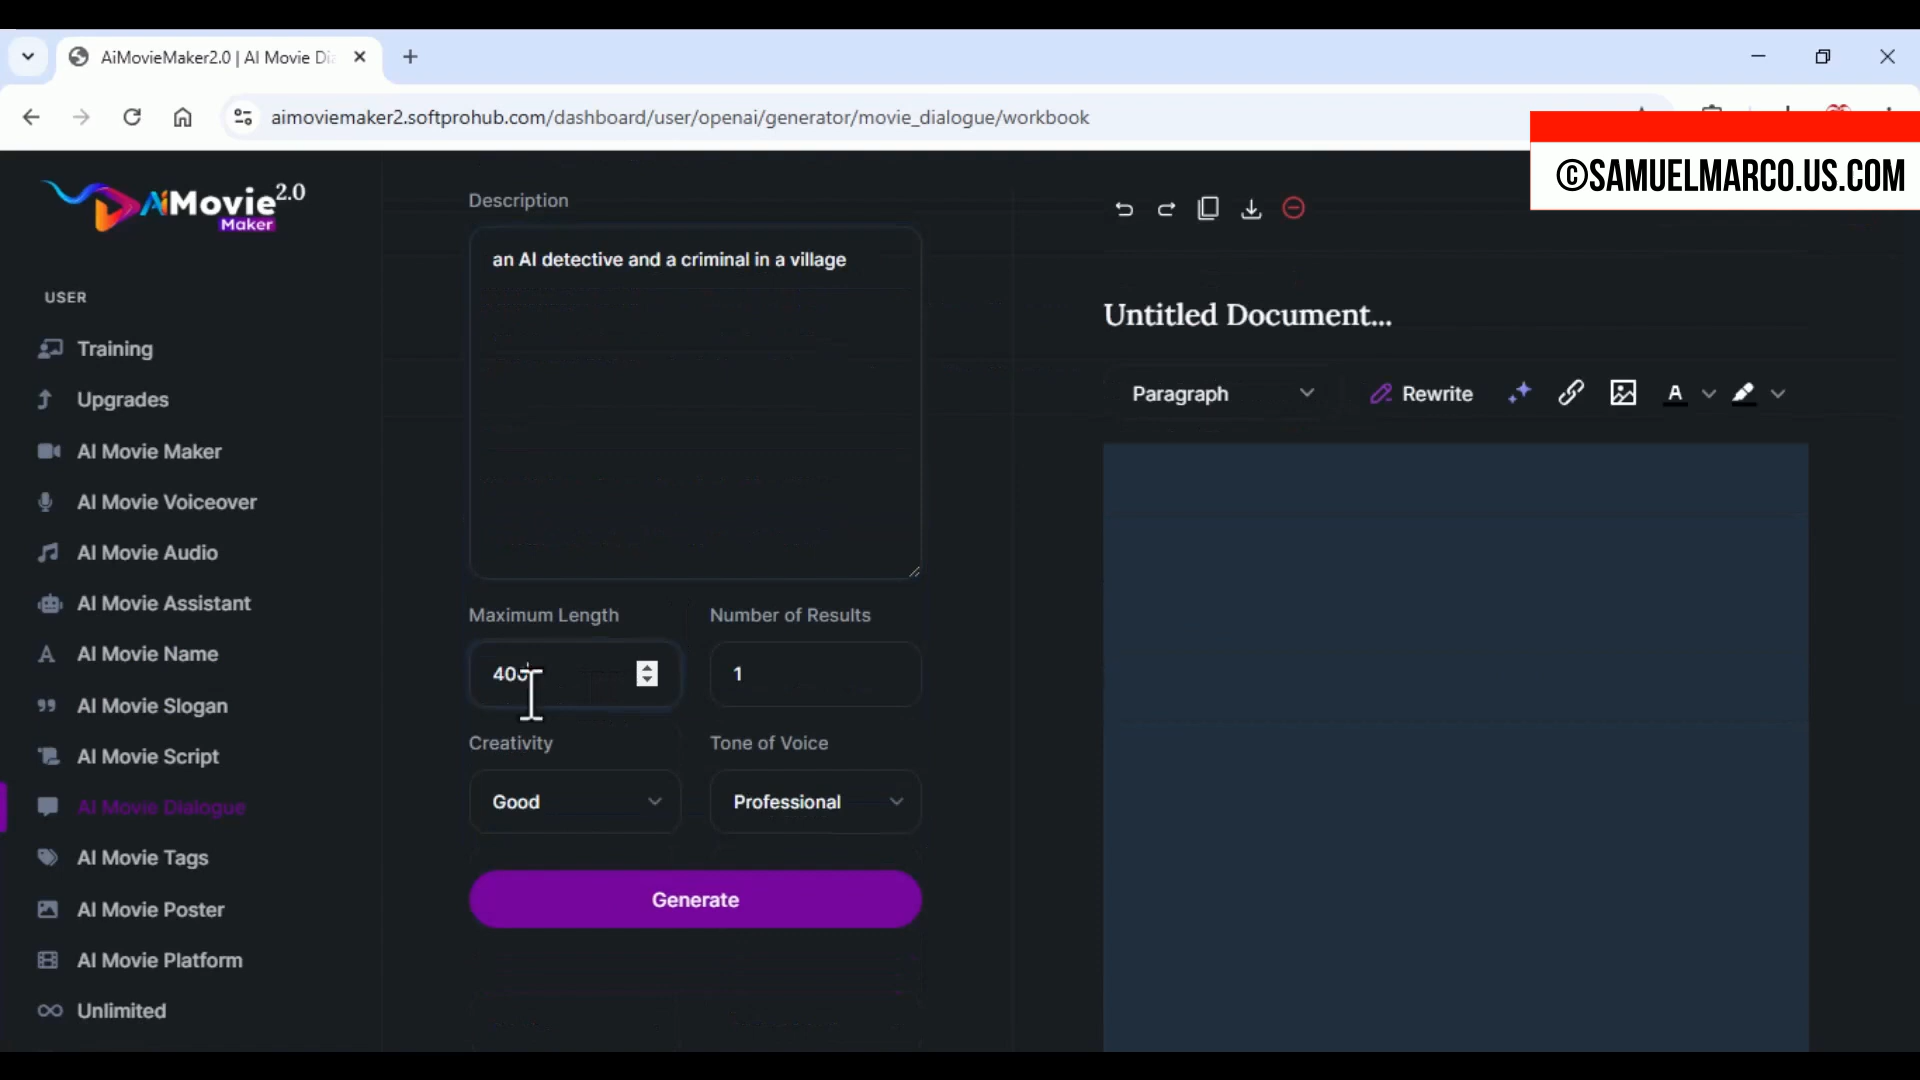 AiMovieMaker2.0 | AI Movie Di
aimoviemaker2.softprohub.com/dashboard/user/openai/generator/movie_dialogue/workbook
©SAMUELMARCO.US.COM
AiMovie 2.0
Maker
USER
Training
Upgrades
AI Movie Maker
AI Movie Voiceover
AI Movie Audio
AI Movie Assistant
AI Movie Name
AI Movie Slogan
AI Movie Script
AI Movie Dialogue
AI Movie Tags
AI Movie Poster
AI Movie Platform
Unlimited
Description
an AI detective and a criminal in a village
Maximum Length
Number of Results
1
Creativity
Tone of Voice
Good
Professional
Generate
Untitled Document...
Paragraph
Rewrite
A